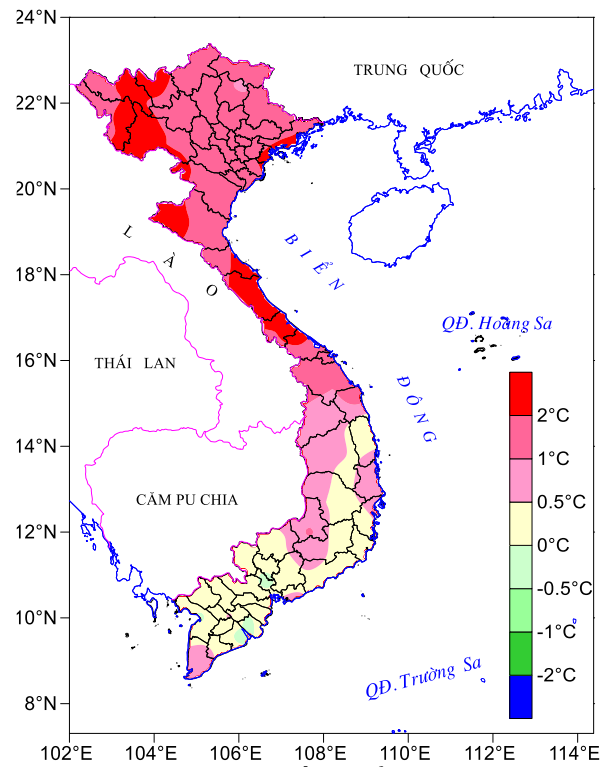 24°N
22°N
20°N
18°N
16°N
14°N
12°N
10°N
8°N
TRUNG QUỐC
LÀO
BIỂN
QĐ. Hoàng Sa
THÁI LAN
ĐÔNG
CĂM PU CHIA
QĐ. Trường Sa
2°C
1°C
0.5°C
0°C
-0.5°C
-1°C
-2°C
102°E
104°E
106°E
108°E
110°E
112°E
114°E